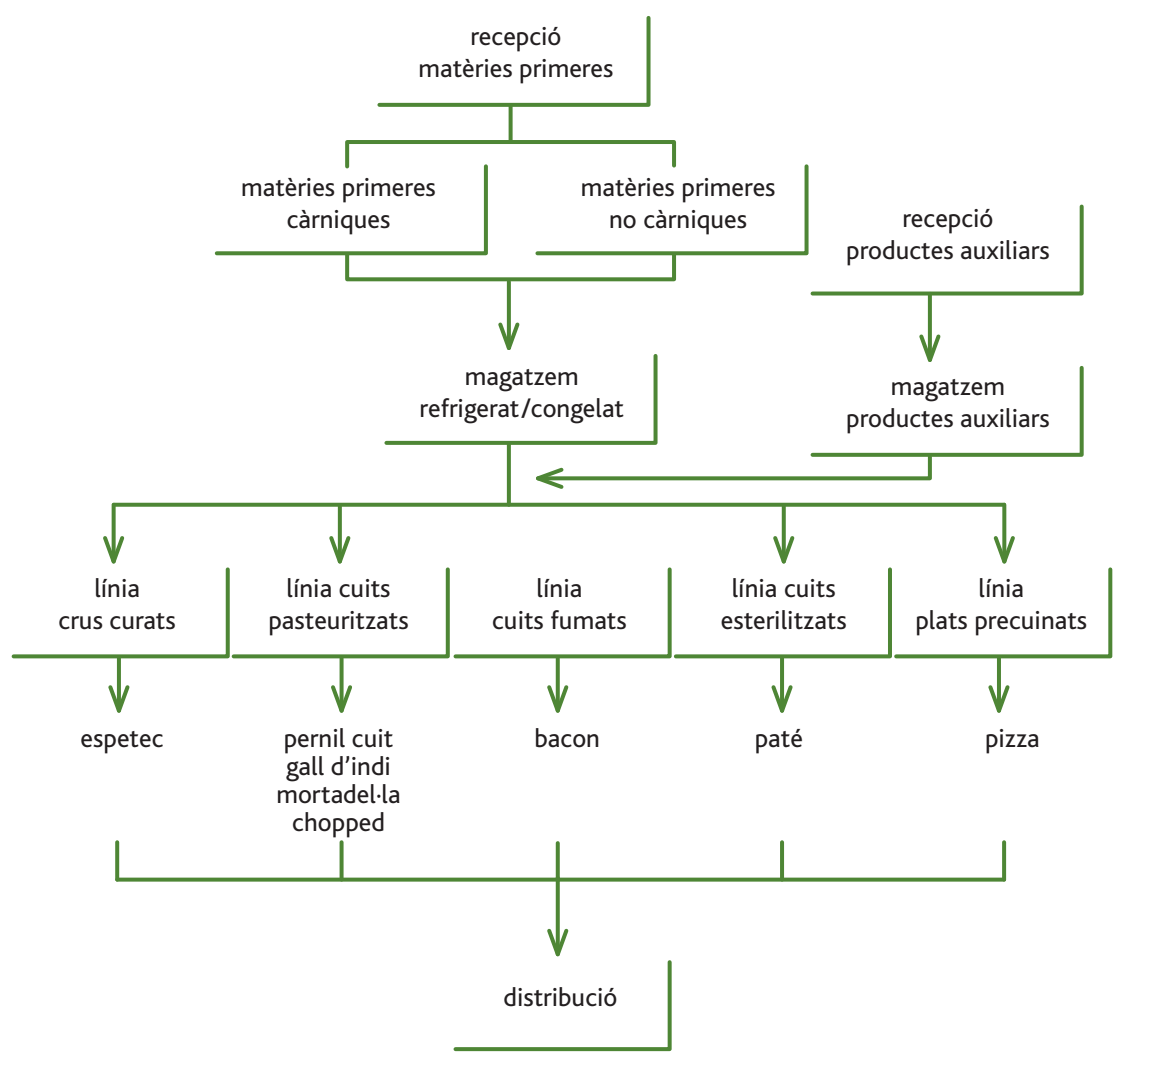 recepció
matèries primeres
matèries primeres
càrniques
matèries primeres
no càrniques
recepció
productes auxiliars
magatzem
refrigerat/congelat
magatzem
productes auxiliars
línia
crus curats
línia cuits
pasteuritzats
línia
cuits fumats
línia cuits
esterilitzats
línia
plats precuinats
espetec
pernil cuit
gall d'indi
mortadel·la
chopped
bacon
paté
pizza
distribució